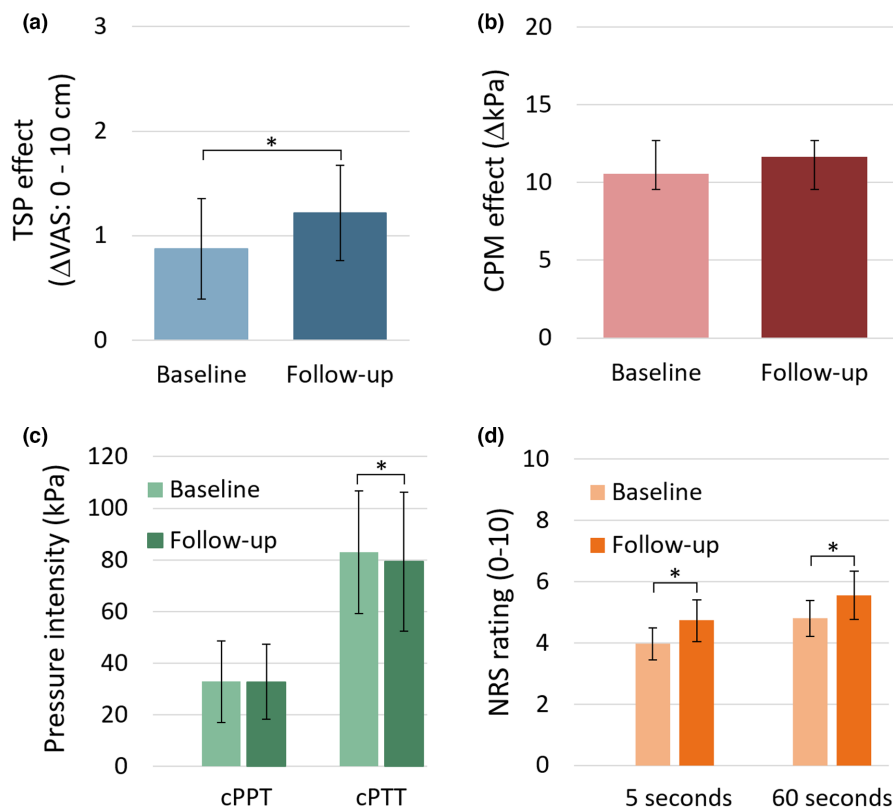 (a)
TSP effect
(ΔVAS: 0 - 10 cm)
3
2
1
0
*
Baseline
Follow-up
(b)
CPM effect (ΔkPa)
20
15
10
5
0
Baseline
Follow-up
(c)
Pressure intensity (kPa)
120
100
80
60
40
20
0
Baseline
Follow-up
*
cPPT
cPTT
(d)
NRS rating (0-10)
10
8
6
4
2
0
Baseline
Follow-up
*
*
5 seconds
60 seconds